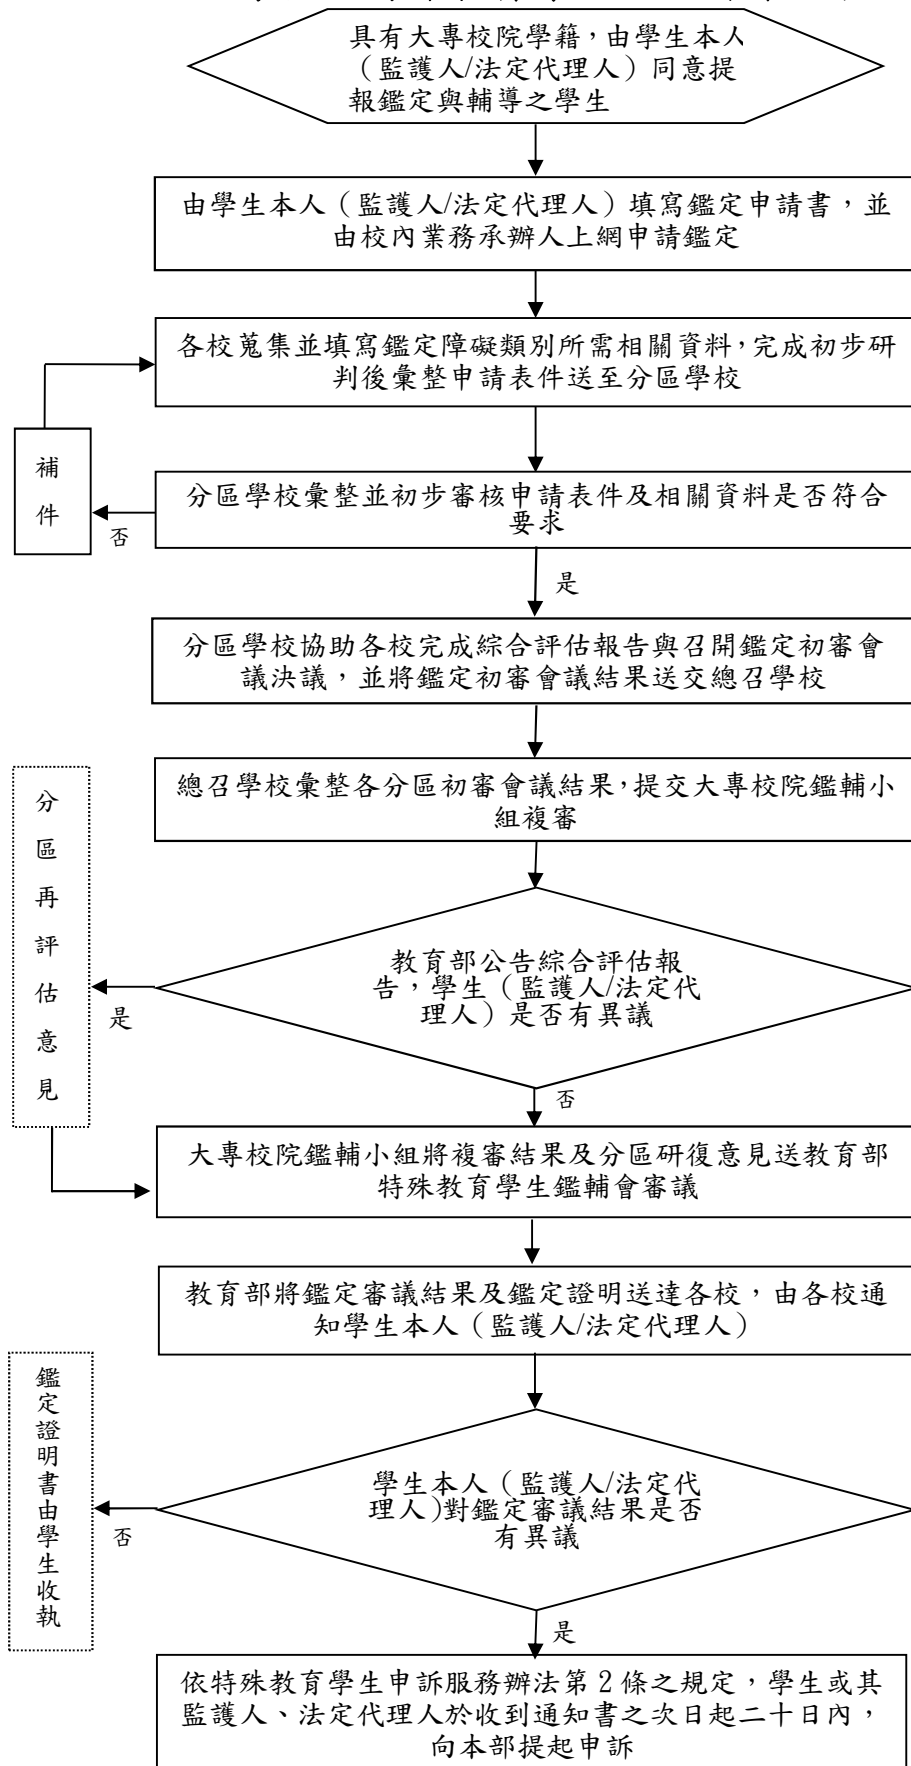 具有大專校院學籍，由學生本人
（監護人/法定代理人）同意提
報鑑定與輔導之學生
由學生本人（監護人/法定代理人）填寫鑑定申請書，並
由校內業務承辦人上網申請鑑定
各校蒐集並填寫鑑定障礙類別所需相關資料，完成初步研
判後彙整申請表件送至分區學校
補
件
分區學校彙整並初步審核申請表件及相關資料是否符合
要求
否
是
分區學校協助各校完成綜合評估報告與召開鑑定初審會
議決議，並將鑑定初審會議結果送交總召學校
總召學校彙整各分區初審會議結果，提交大專校院鑑輔小
組複審
分
區
再
評
估
意
見
教育部公告綜合評估報
告，學生（監護人/法定代
理人）是否有異議
是
否
大專校院鑑輔小組將複審結果及分區研復意見送教育部
特殊教育學生鑑輔會審議
教育部將鑑定審議結果及鑑定證明送達各校，由各校通
知學生本人（監護人/法定代理人）
鑑
定
證
明
書
由
學
生
收
執
學生本人（監護人/法定代
理人)對鑑定審議結果是否
有異議
否
是
依特殊教育學生申訴服務辦法第 2 條之規定，學生或其
監護人、法定代理人於收到通知書之次日起二十日內，
向本部提起申訴